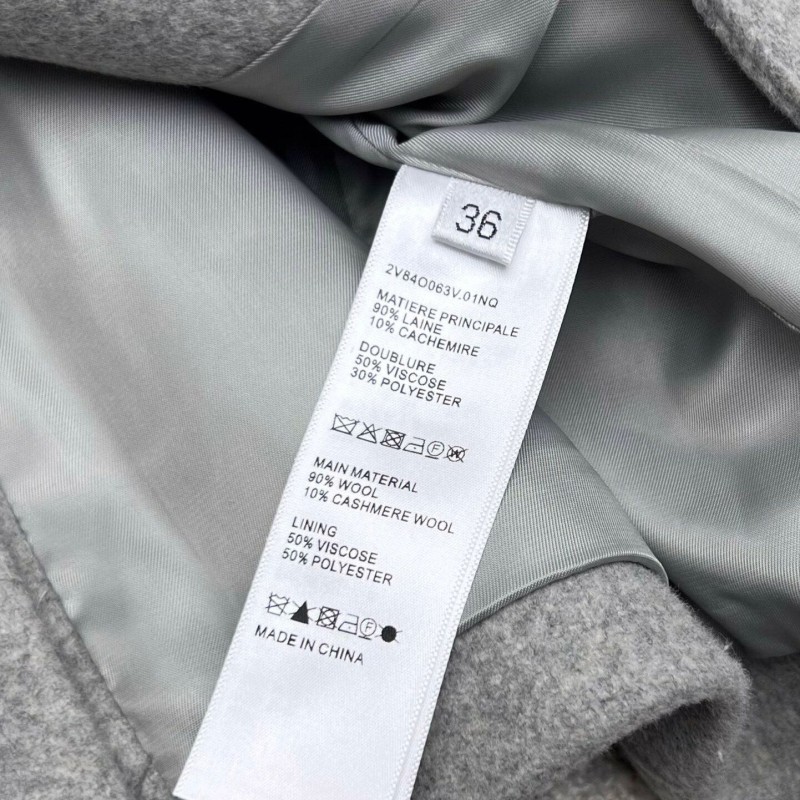 36
2V84O063V.01NQ
MATIERE PRINCIPALE
90% LAINE
10% CACHEMIRE
DOUBLURE
50% VISCOSE
30% POLYESTER
MAIN MATERIAL
90% WOOL
10% CASHMERE WOOL
LINING
50% VISCOSE
50% POLYESTER
MADE IN CHINA